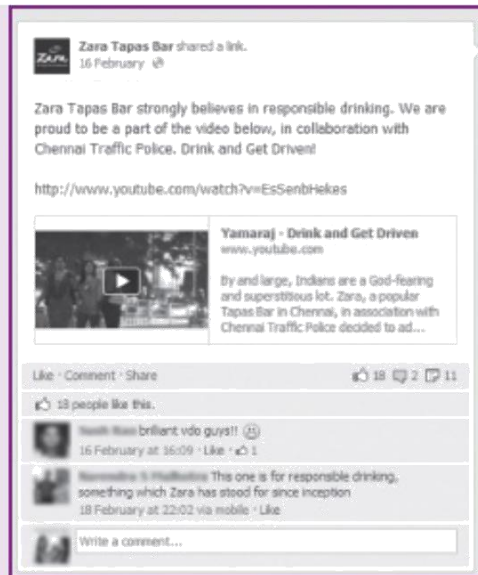 Zara
Zara Tapas Bar shared a link.
16 February
Zara Tapas Bar strongly believes in responsible drinking. We are
proud to be a part of the video below, in collaboration with
Chennai Traffic Police. Drink and Get Driven!
http://www.youtube.com/watch?v=EsSenbHekes
Yamaraj - Drink and Get Driven
www.youtube.com
By and large, Indians are a God-fearing
and superstitious lot. Zara, a popular
Tapas Bar in Chennai, in association with
Chennai Traffic Police decided to ad...
Like · Comment · Share
18 2 11
18 people like this.
brilliant vdo guys!!
16 February at 16:09 · Like · 1
This one is for responsible drinking,
something which Zara has stood for since inception
18 February at 22:02 via mobile · Like
Write a comment...